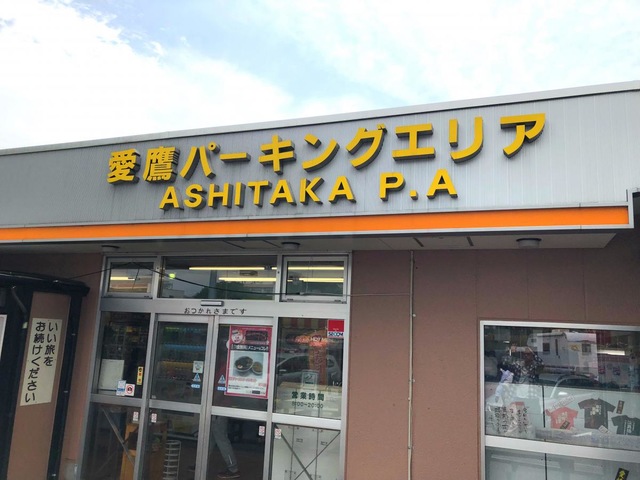 愛鷹パーキングエリア
ASHITAKA P.A
おつかれさまです
いい旅を
お続けください
SECOM
営業時間